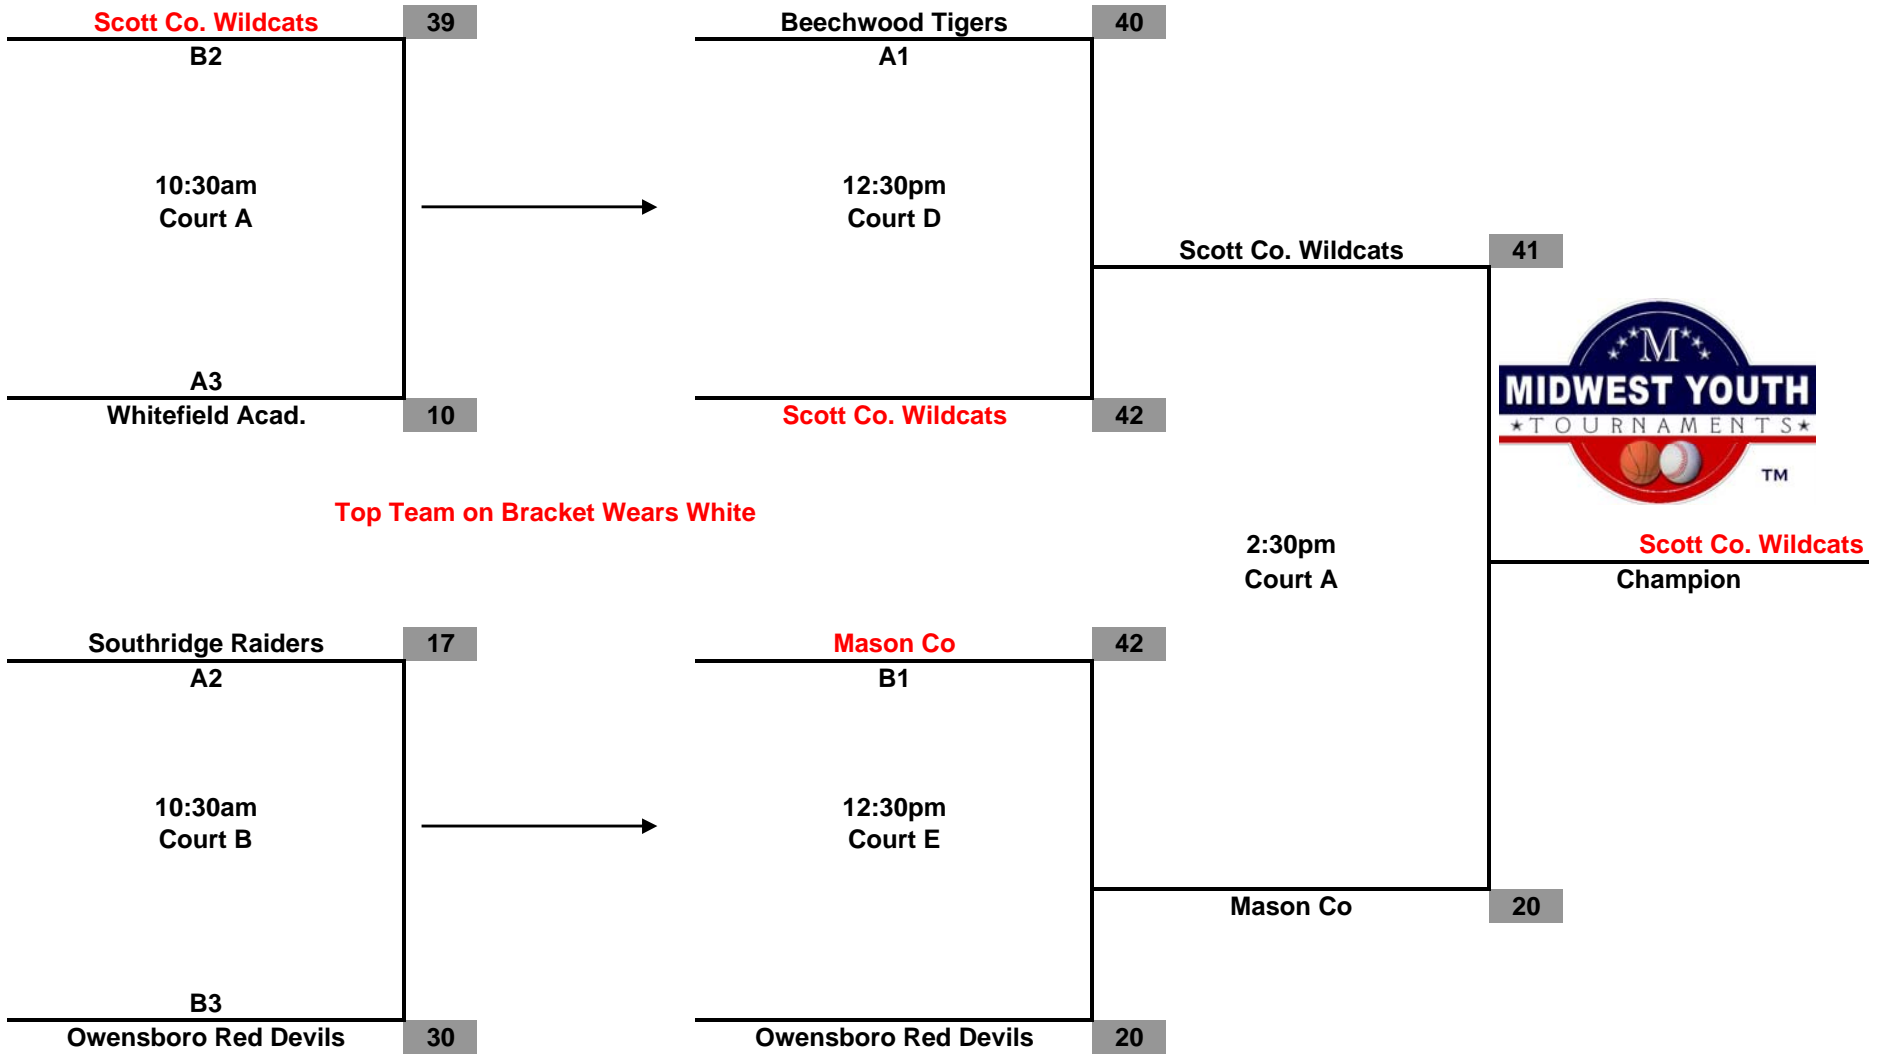 Scott Co. Wildcats 39 Beechwood Tigers 40
B2 A1
10:30am 12:30pm
Court A Court D
Scott Co. Wildcats 41
M
A3
MIDWEST YOUTH
Whitefield Acad. 10 Scott Co. Wildcats 42
TOURNAMENTS
TM
Top Team on Bracket Wears White
2:30pm Scott Co. Wildcats
Court A Champion
Southridge Raiders 17 Mason Co 42
A2 B1
10:30am 12:30pm
Court B Court E
Mason Co 20
B3
Owensboro Red Devils 30 Owensboro Red Devils 20